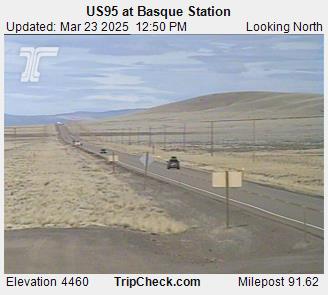 US95 at Basque Station
Updated: Mar 23 2025 12:50 PM Looking North
Elevation 4460 TripCheck.com Milepost 91.62